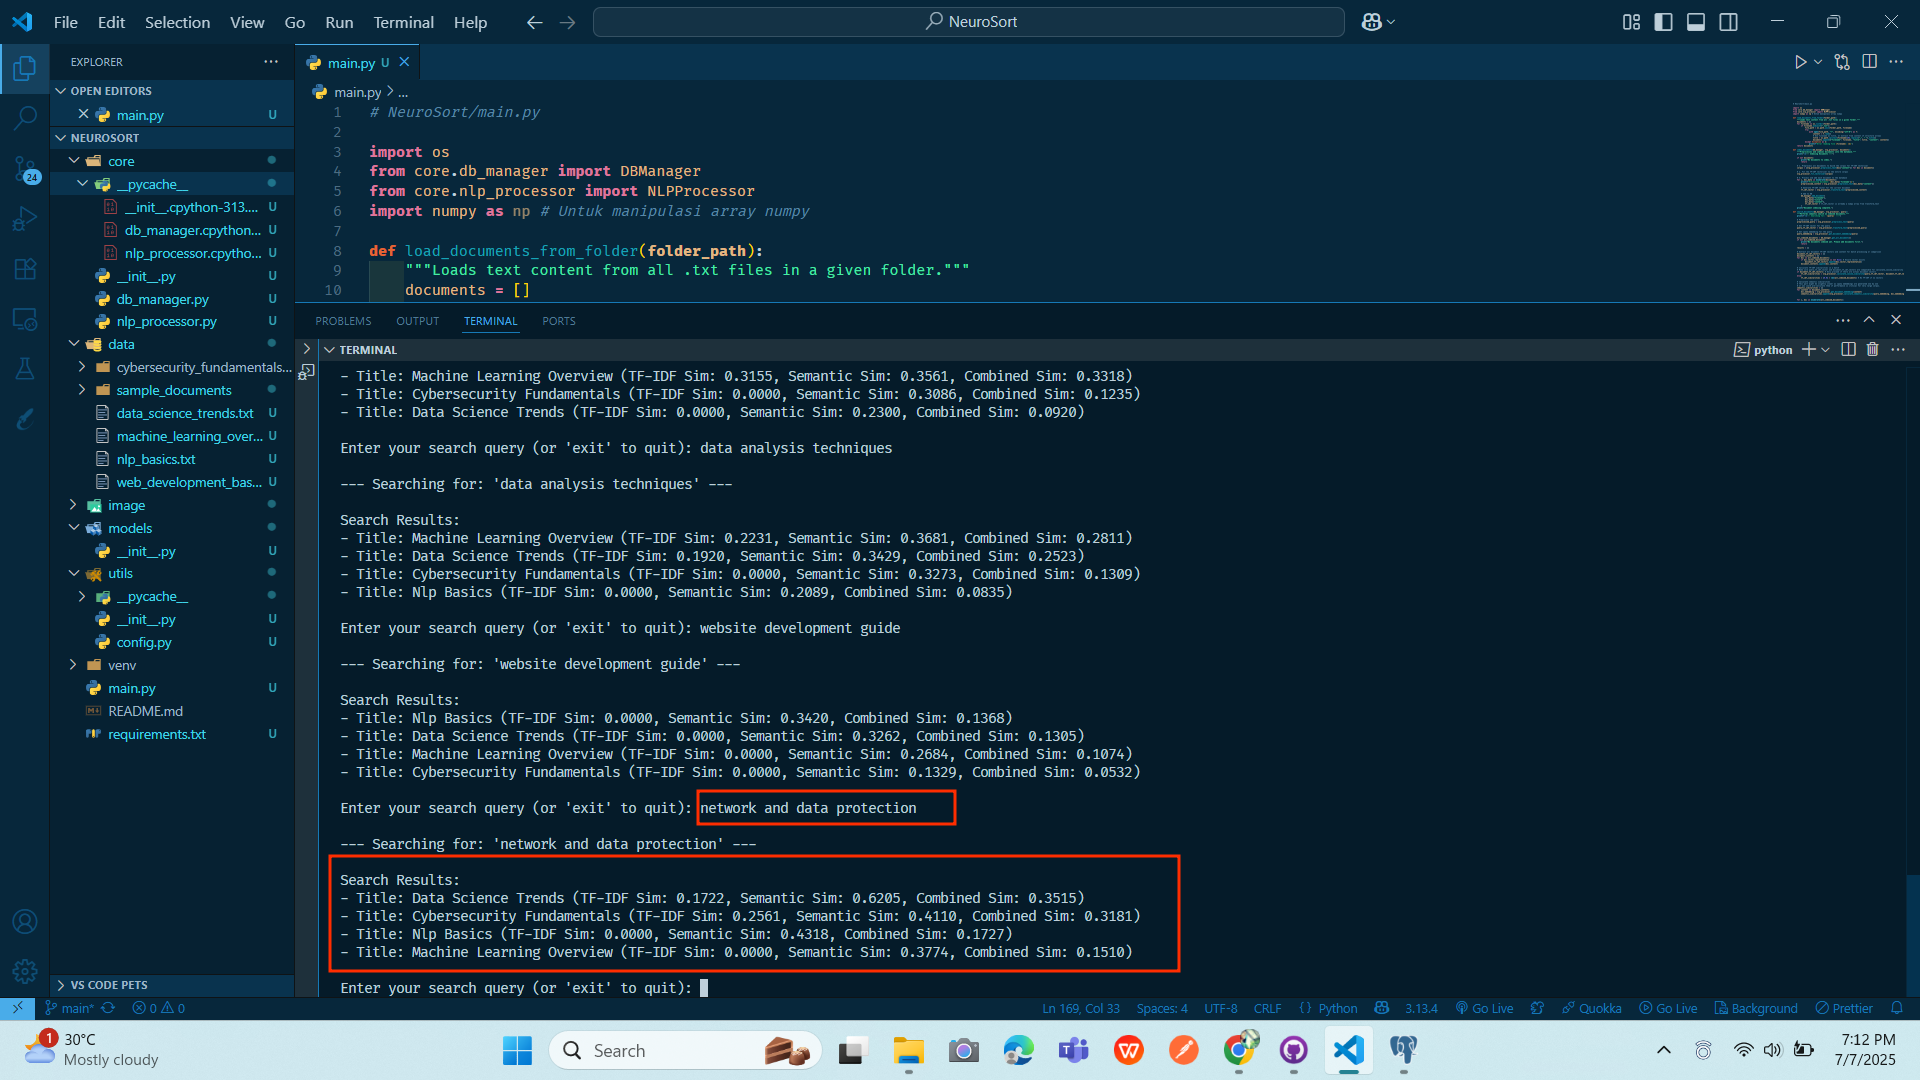 File Edit Selection View Go Run Terminal Help
NeuroSort
EXPLORER
OPEN EDITORS
main.py U
NEUROSORT
core
__pycache__
__init__.cpython-313.... U
db_manager.cpython... U
nlp_processor.cpytho... U
__init__.py U
db_manager.py U
nlp_processor.py U
data
cybersecurity_fundamentals...
sample_documents
data_science_trends.txt U
machine_learning_over... U
nlp_basics.txt U
web_development_bas... U
image
models
__init__.py U
utils
__pycache__
__init__.py U
config.py U
venv
main.py U
README.md
requirements.txt U
VS CODE PETS
24
main.py U
main.py > ...
1 # NeuroSort/main.py
2
3 import os
4 from core.db_manager import DBManager
5 from core.nlp_processor import NLPProcessor
6 import numpy as np # Untuk manipulasi array numpy
7
8 def load_documents_from_folder(folder_path):
9 """Loads text content from all .txt files in a given folder."""
10 documents = []
PROBLEMS OUTPUT TERMINAL PORTS
TERMINAL
python
- Title: Machine Learning Overview (TF-IDF Sim: 0.3155, Semantic Sim: 0.3561, Combined Sim: 0.3318)
- Title: Cybersecurity Fundamentals (TF-IDF Sim: 0.0000, Semantic Sim: 0.3086, Combined Sim: 0.1235)
- Title: Data Science Trends (TF-IDF Sim: 0.0000, Semantic Sim: 0.2300, Combined Sim: 0.0920)
Enter your search query (or 'exit' to quit): data analysis techniques
--- Searching for: 'data analysis techniques' ---
Search Results:
- Title: Machine Learning Overview (TF-IDF Sim: 0.2231, Semantic Sim: 0.3681, Combined Sim: 0.2811)
- Title: Data Science Trends (TF-IDF Sim: 0.1920, Semantic Sim: 0.3429, Combined Sim: 0.2523)
- Title: Cybersecurity Fundamentals (TF-IDF Sim: 0.0000, Semantic Sim: 0.3273, Combined Sim: 0.1309)
- Title: Nlp Basics (TF-IDF Sim: 0.0000, Semantic Sim: 0.2089, Combined Sim: 0.0835)
Enter your search query (or 'exit' to quit): website development guide
--- Searching for: 'website development guide' ---
Search Results:
- Title: Nlp Basics (TF-IDF Sim: 0.0000, Semantic Sim: 0.3420, Combined Sim: 0.1368)
- Title: Data Science Trends (TF-IDF Sim: 0.0000, Semantic Sim: 0.3262, Combined Sim: 0.1305)
- Title: Machine Learning Overview (TF-IDF Sim: 0.0000, Semantic Sim: 0.2684, Combined Sim: 0.1074)
- Title: Cybersecurity Fundamentals (TF-IDF Sim: 0.0000, Semantic Sim: 0.1329, Combined Sim: 0.0532)
Enter your search query (or 'exit' to quit): network and data protection
--- Searching for: 'network and data protection' ---
Search Results:
- Title: Data Science Trends (TF-IDF Sim: 0.1722, Semantic Sim: 0.6205, Combined Sim: 0.3515)
- Title: Cybersecurity Fundamentals (TF-IDF Sim: 0.2561, Semantic Sim: 0.4110, Combined Sim: 0.3181)
- Title: Nlp Basics (TF-IDF Sim: 0.0000, Semantic Sim: 0.4318, Combined Sim: 0.1727)
- Title: Machine Learning Overview (TF-IDF Sim: 0.0000, Semantic Sim: 0.3774, Combined Sim: 0.1510)
Enter your search query (or 'exit' to quit):
main* 0 0 Ln 169, Col 33 Spaces: 4 UTF-8 CRLF {} Python 3.13.4 Go Live Quokka Go Live Background Prettier
1 30°C
Mostly cloudy
Search
7:12 PM
7/7/2025